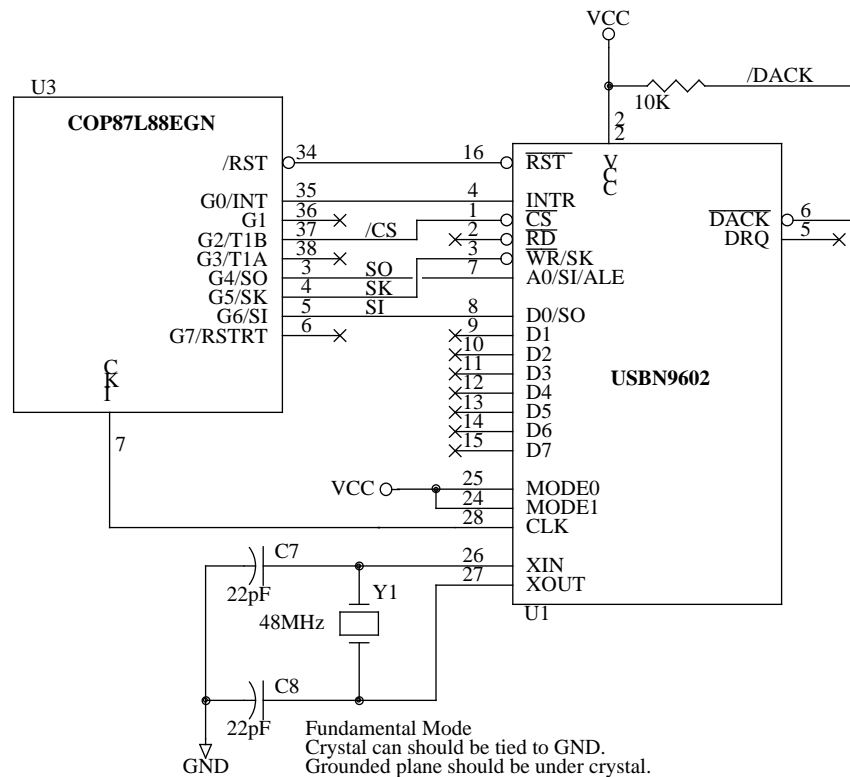 VCC
/DACK
10K
U3
COP87L88EGN
2
2
/RST
34
16
RST
VCC
G0/INT
35
4
INTR
G1
36
1
CS
DACK
6
G2/T1B
37
/CS
2
RD
DRQ
5
G3/T1A
38
3
WR/SK
G4/SO
3
SO
7
A0/SI/ALE
G5/SK
4
SK
G6/SI
5
SI
8
D0/SO
G7/RSTRT
6
9
D1
10
D2
11
D3
USBN9602
12
D4
13
D5
14
D6
15
D7
CKI
7
VCC
25
MODE0
24
MODE1
28
CLK
C7
26
XIN
27
XOUT
22pF
Y1
48MHz
U1
C8
22pF
GND
Fundamental Mode
Crystal can should be tied to GND.
Grounded plane should be under crystal.